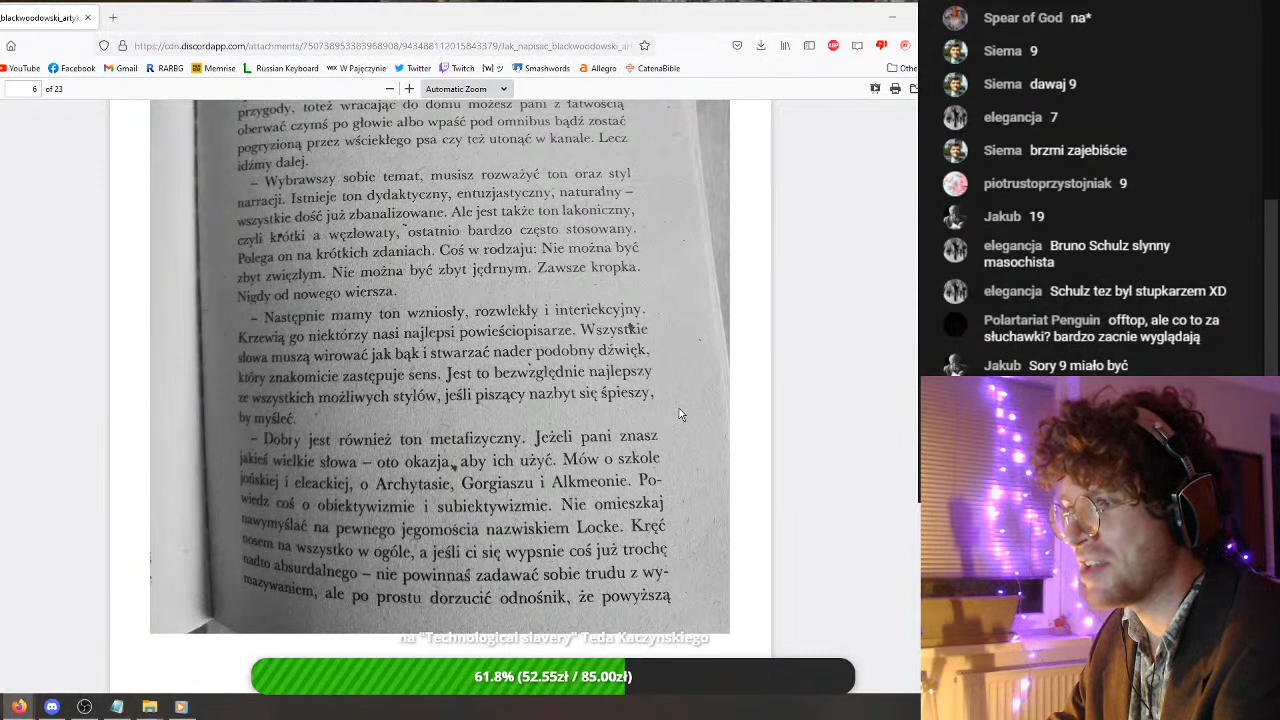 blackwoodowski_artyk
https://cdn.discordapp.com/attachments/750738953383968908/943488112015843379/Jak_napisac_blackwoodowski_ar
YouTube Facebook Gmail RARBG Memrise Russian Keyboard W Pajęczynie Twitter Twitch [w] Smashwords Allegro CatenaBible Othe
6 of 23 Automatic Zoom
przygody, toteż wracając do domu możesz pani z łatwością
oberwać czymś po głowie albo wpaść pod omnibus bądź zostać
pogryzioną przez wściekłego psa czy też utonąć w kanale. Lecz
idźmy dalej.
– Wybrawszy sobie temat, musisz rozważyć ton oraz styl
narracji. Istnieje ton dydaktyczny, entuzjastyczny, naturalny –
wszystkie dość już zbanalizowane. Ale jest także ton lakoniczny,
czyli krótki a węzłowaty, ostatnio bardzo często stosowany.
Polega on na krótkich zdaniach. Coś w rodzaju: Nie można być
zbyt zwięzłym. Nie można być zbyt jędrnym. Zawsze kropka.
Nigdy od nowego wiersza.
– Następnie mamy ton wzniosły, rozwlekły i interiekcyjny.
Krzewią go niektórzy nasi najlepsi powieściopisarze. Wszystkie
słowa muszą wirować jak bąk i stwarzać nader podobny dźwięk,
który znakomicie zastępuje sens. Jest to bezwzględnie najlepszy
ze wszystkich możliwych stylów, jeśli piszący nazbyt się śpieszy,
by myśleć.
– Dobry jest również ton metafizyczny. Jeżeli pani znasz
jakieś wielkie słowa – oto okazja, aby ich użyć. Mów o szkole
jońskiej i eleackiej, o Archytasie, Gorgiaszu i Alkmeonie. Po-
wiedz coś o obiektywizmie i subiektywizmie. Nie omieszkaj
nawymyślać na pewnego jegomościa nazwiskiem Locke. Kręć
nosem na wszystko w ogóle, a jeśli ci się wypsnie coś już trochę
nadto absurdalnego – nie powinnaś zadawać sobie trudu z wy-
mazywaniem, ale po prostu dorzucić odnośnik, że powyższą
na "Technological slavery" Teda Kaczynskiego
61.8% (52.55zł / 85.00zł)
Spear of God na*
Siema 9
Siema dawaj 9
elegancja 7
Siema brzmi zajebiście
piotrustoprzystojniak 9
Jakub 19
elegancja Bruno Schulz slynny
masochista
elegancja Schulz tez byl stupkarzem XD
Polartariat Penguin offtop, ale co to za
słuchawki? bardzo zacnie wyglądają
Jakub Sory 9 miało być